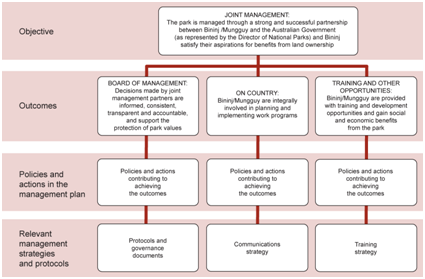 Objective
JOINT MANAGEMENT:
The park is managed through a strong and successful partnership
between Bininj /Mungguy and the Australian Government
(as represented by the Director of National Parks) and Bininj
satisfy their aspirations for benefits from land ownership
Outcomes
BOARD OF MANAGEMENT:
Decisions made by joint
management partners are
informed, consistent,
transparent and accountable,
and support the
protection of park values
ON COUNTRY:
Bininj/Mungguy are integrally
involved in planning and
implementing work programs
TRAINING AND OTHER
OPPORTUNITIES:
Bininj/Mungguy are provided
with training and development
opportunities and gain social
and economic benefits
from the park
Policies and
actions in the
management plan
Policies and actions
contributing to
achieving
the outcomes
Policies and actions
contributing to
achieving
the outcomes
Policies and actions
contributing to
achieving
the outcomes
Relevant
management
strategies
and protocols
Protocols and
governance
documents
Communications
strategy
Training
strategy